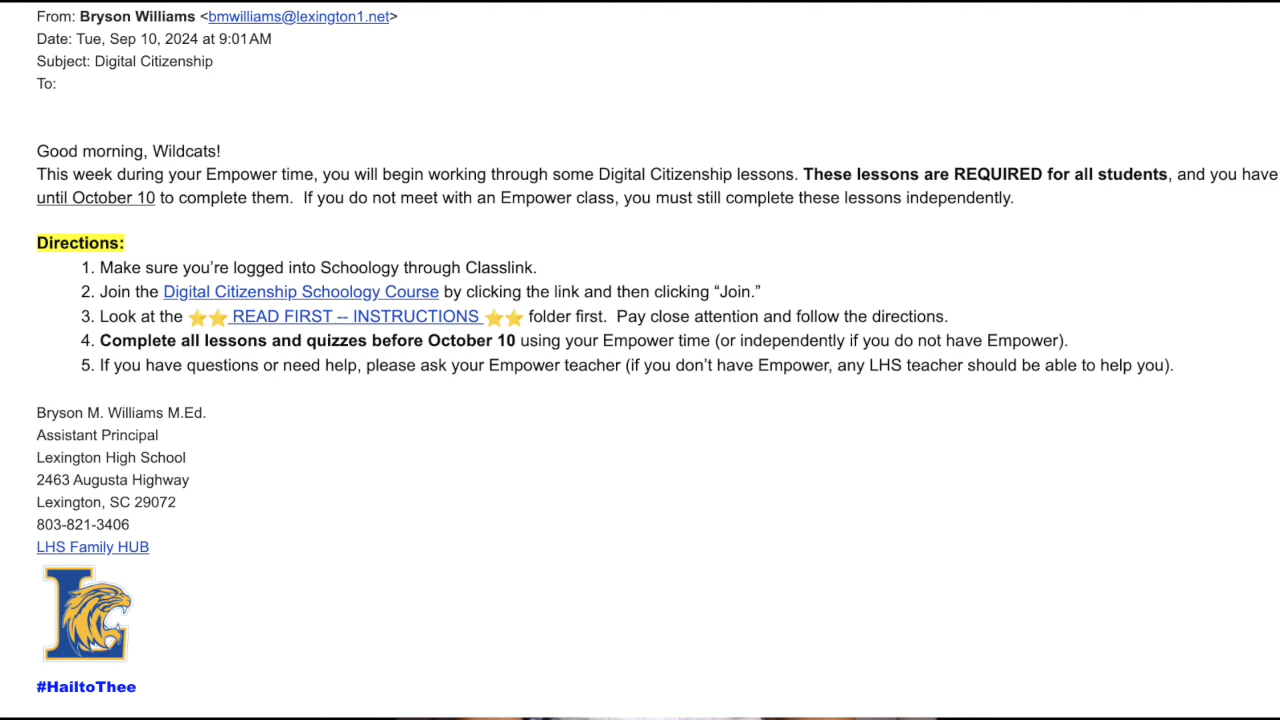 From: Bryson Williams <bmwilliams@lexington1.net>
Date: Tue, Sep 10, 2024 at 9:01 AM
Subject: Digital Citizenship
To:
Good morning, Wildcats!
This week during your Empower time, you will begin working through some Digital Citizenship lessons. These lessons are REQUIRED for all students, and you have
until October 10 to complete them. If you do not meet with an Empower class, you must still complete these lessons independently.
Directions:
1. Make sure you’re logged into Schoology through Classlink.
2. Join the Digital Citizenship Schoology Course by clicking the link and then clicking “Join.”
3. Look at the ⭐⭐ READ FIRST -- INSTRUCTIONS ⭐⭐ folder first. Pay close attention and follow the directions.
4. Complete all lessons and quizzes before October 10 using your Empower time (or independently if you do not have Empower).
5. If you have questions or need help, please ask your Empower teacher (if you don’t have Empower, any LHS teacher should be able to help you).
Bryson M. Williams M.Ed.
Assistant Principal
Lexington High School
2463 Augusta Highway
Lexington, SC 29072
803-821-3406
LHS Family HUB
L
#HailtoThee